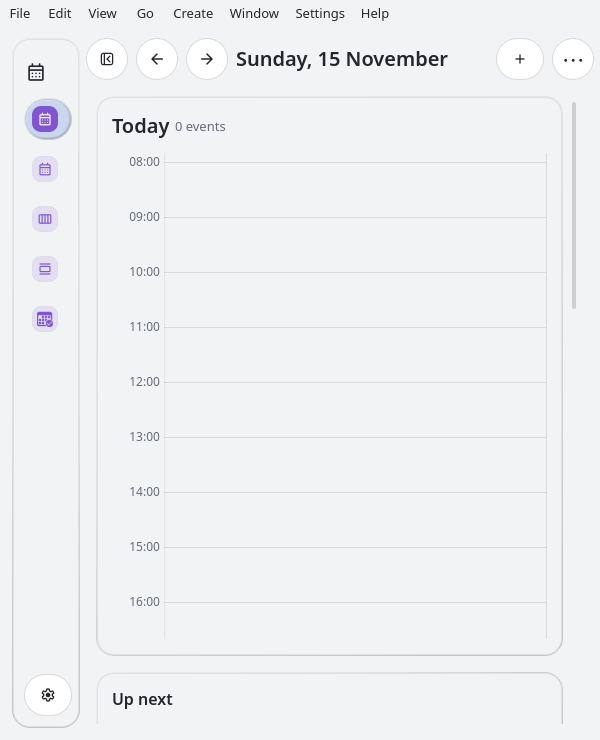 File Edit View Go Create Window Settings Help
Sunday, 15 November
Today 0 events
08:00
09:00
10:00
11:00
12:00
13:00
14:00
15:00
16:00
Up next